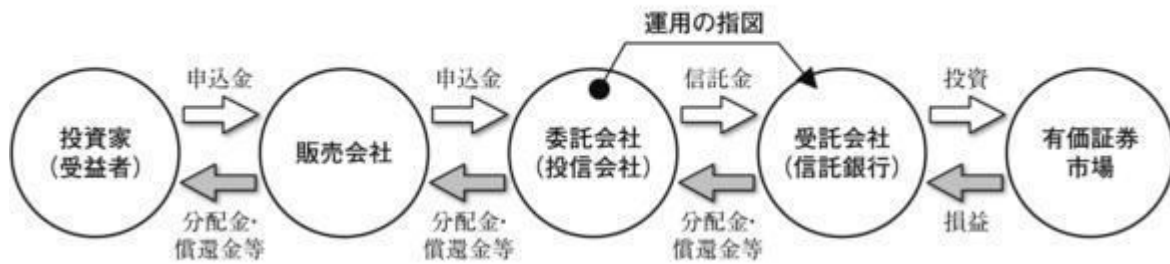 運用の指図
申込金
申込金
信託金
投資
投資家
(受益者)
販売会社
委託会社
(投信会社)
受託会社
(信託銀行)
有価証券
市場
分配金・
償還金等
分配金・
償還金等
分配金・
償還金等
損益